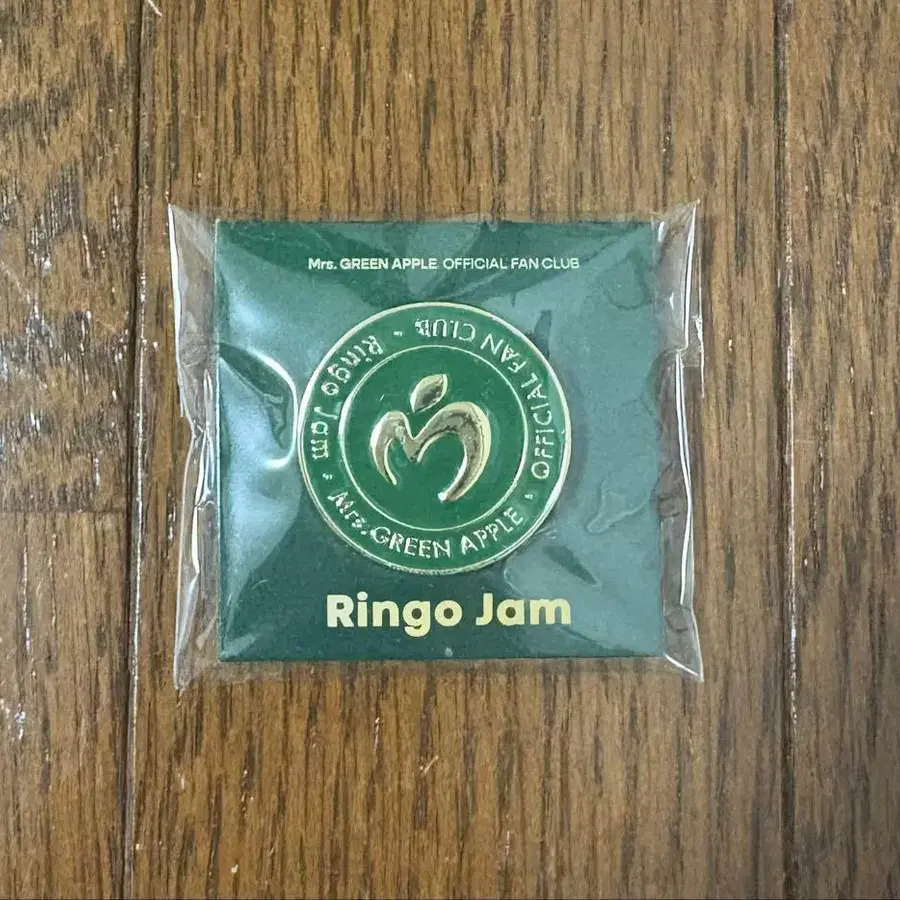 Mrs. GREEN APPLE OFFICIAL FAN CLUB
Ringo Jam · Mrs. GREEN APPLE · OFFICIAL FAN CLUB ·
Ringo Jam